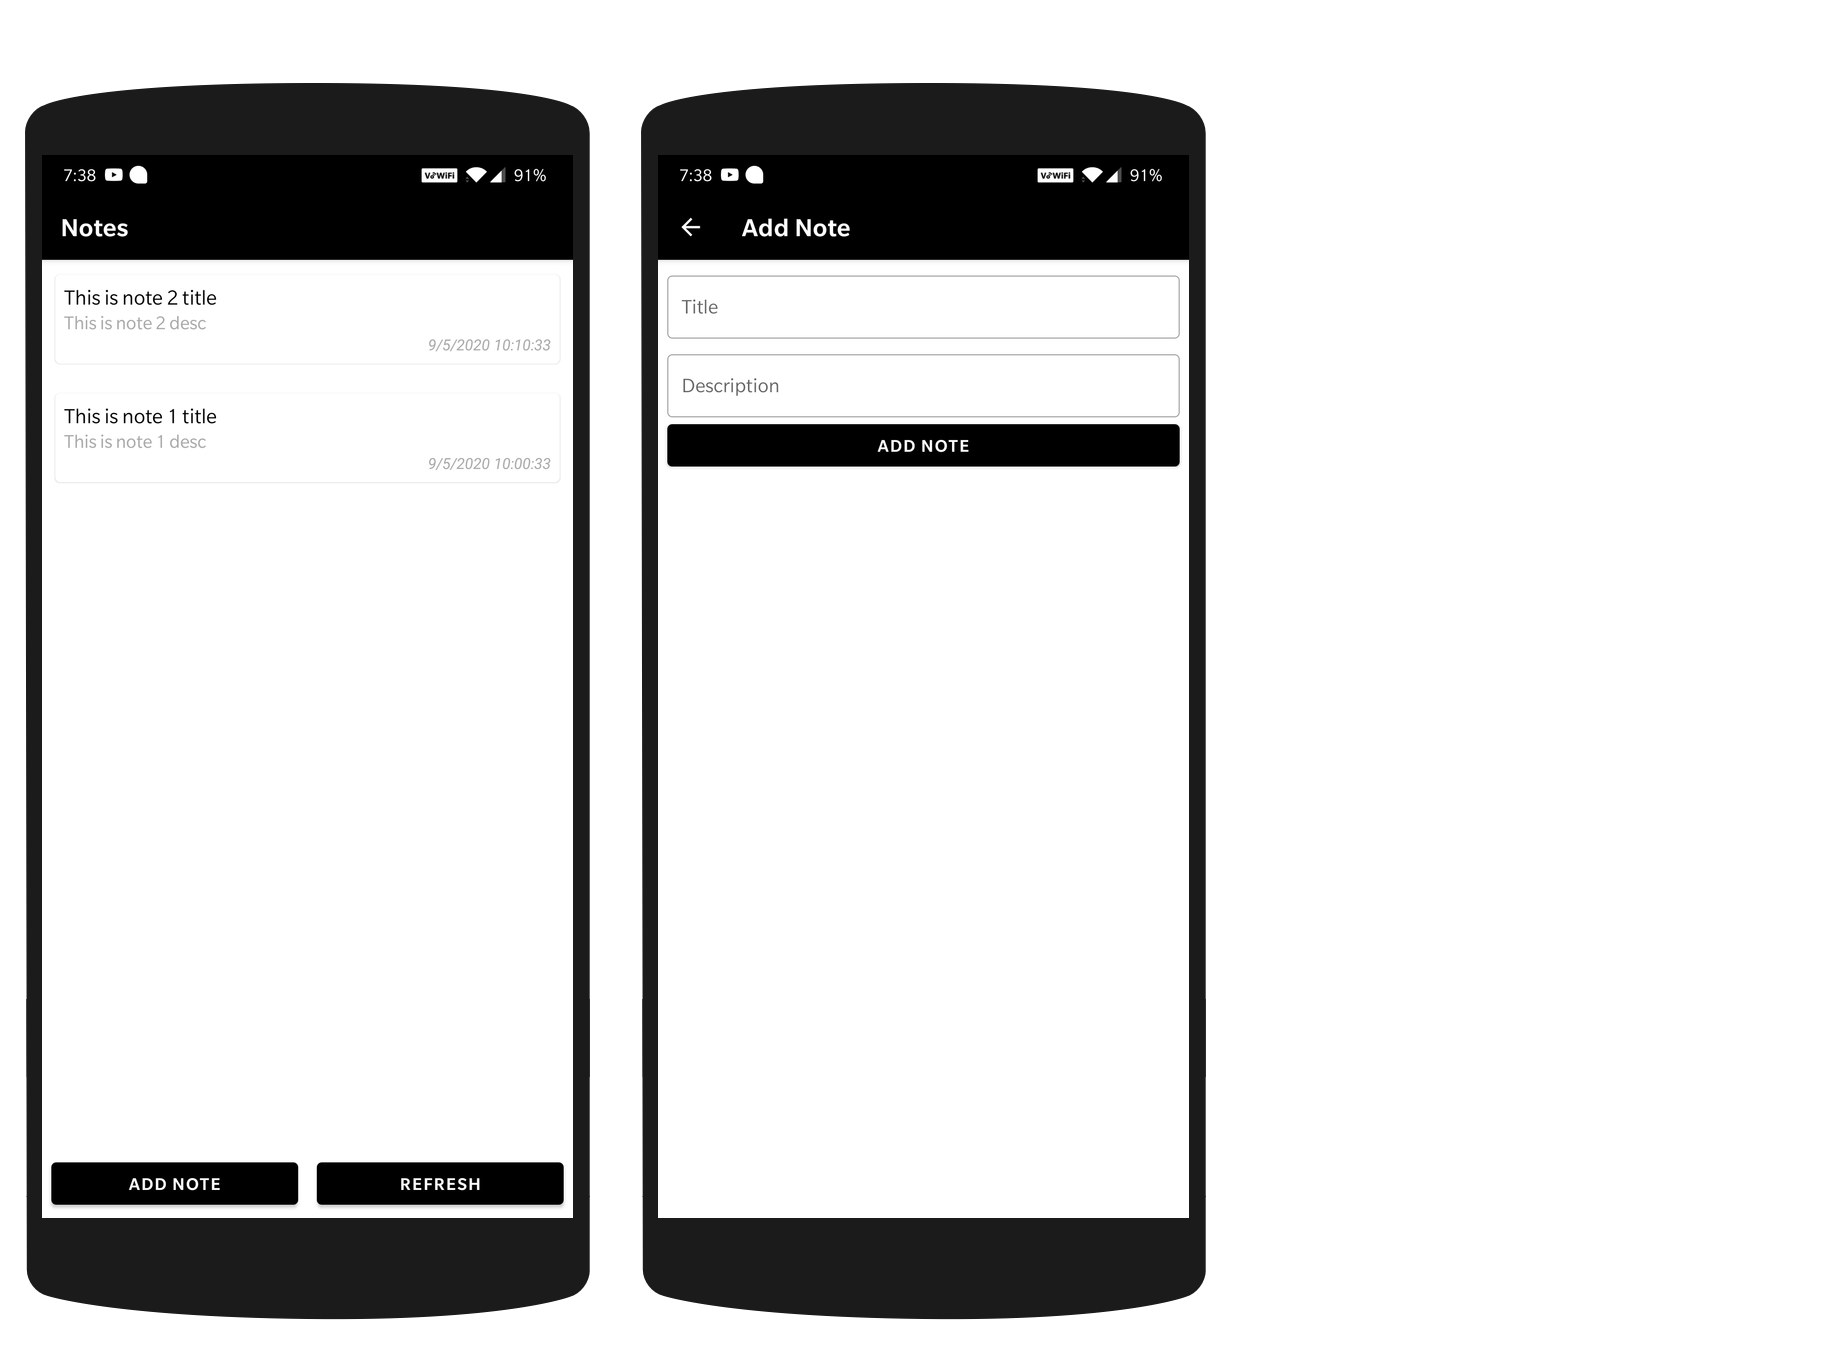 7:38 VoWiFi 91%
Notes
This is note 2 title
This is note 2 desc
9/5/2020 10:10:33
This is note 1 title
This is note 1 desc
9/5/2020 10:00:33
ADD NOTE REFRESH
7:38 VoWiFi 91%
Add Note
Title
Description
ADD NOTE